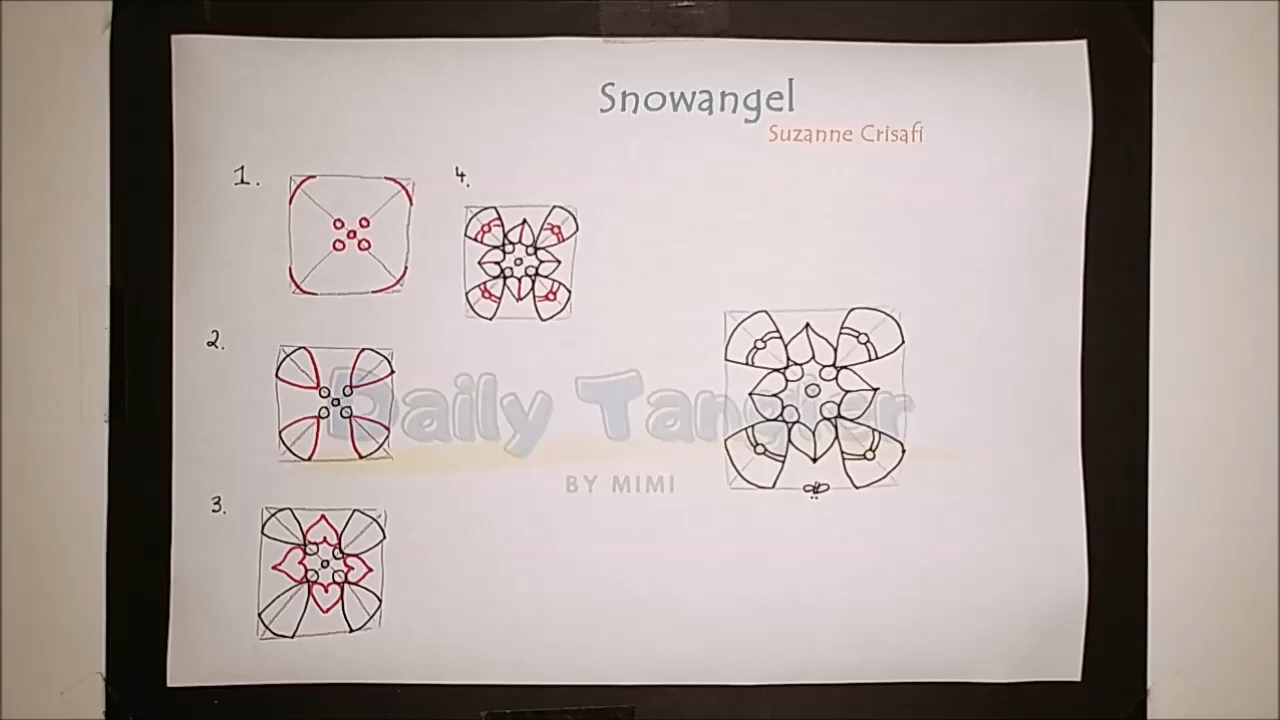 Snowangel
Suzanne Crisafi
1.
4.
2.
Daily Tangler
BY MIMI
3.